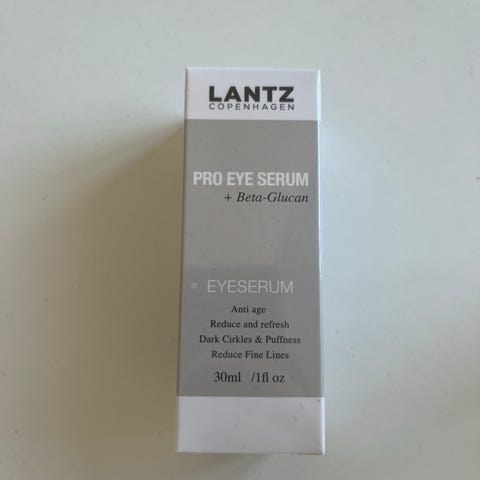 LANTZ
COPENHAGEN
PRO EYE SERUM
+ Beta-Glucan
EYESERUM
Anti age
Reduce and refresh
Dark Cirkles & Puffness
Reduce Fine Lines
30ml /1fl oz